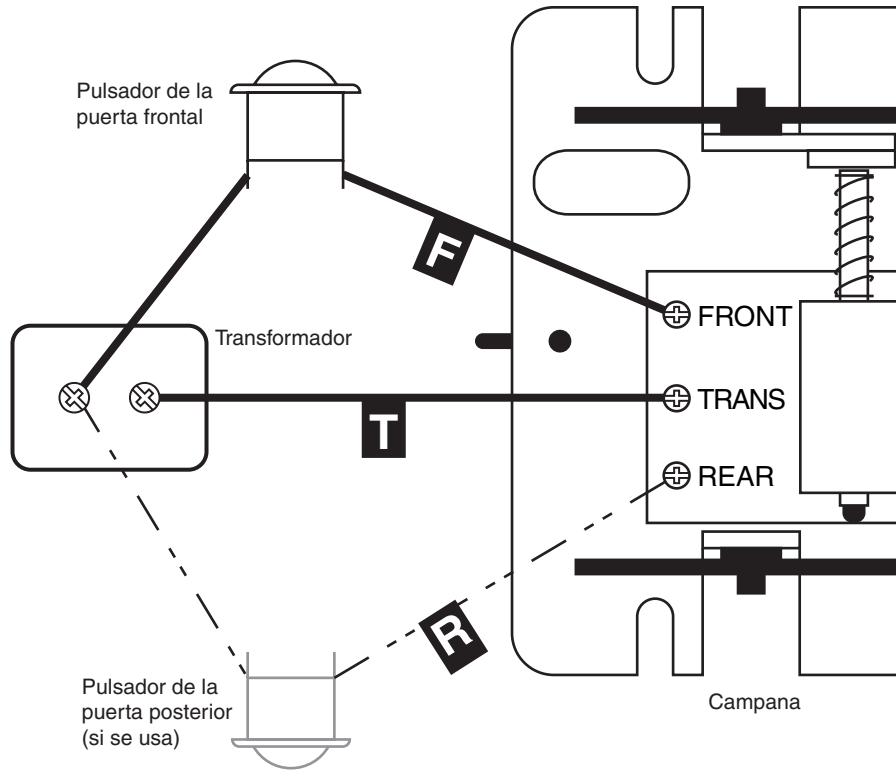 Pulsador de la
puerta frontal
F
FRONT
Transformador
T
TRANS
REAR
R
Pulsador de la
puerta posterior
(si se usa)
Campana